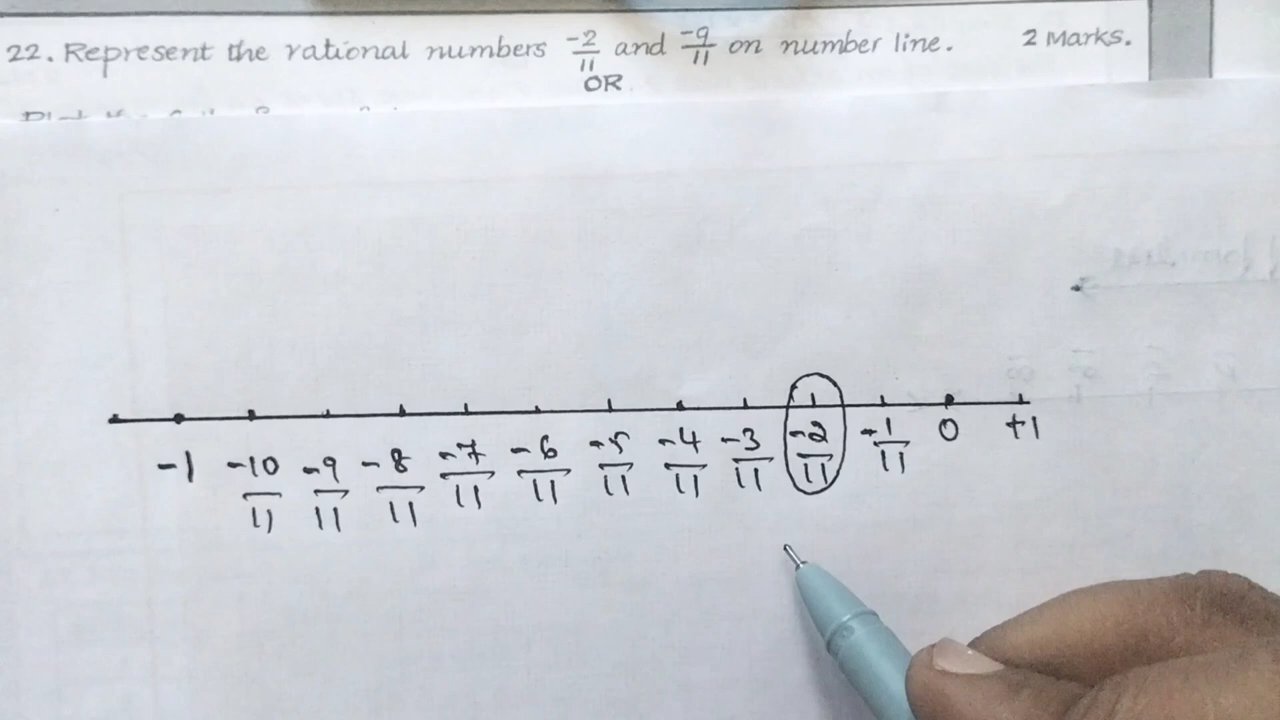 22. Represent the rational numbers -2/11 and -9/11 on number line. 2 Marks.
OR
-1 -10/11 -9/11 -8/11 -7/11 -6/11 -5/11 -4/11 -3/11 -2/11 -1/11 0 +1